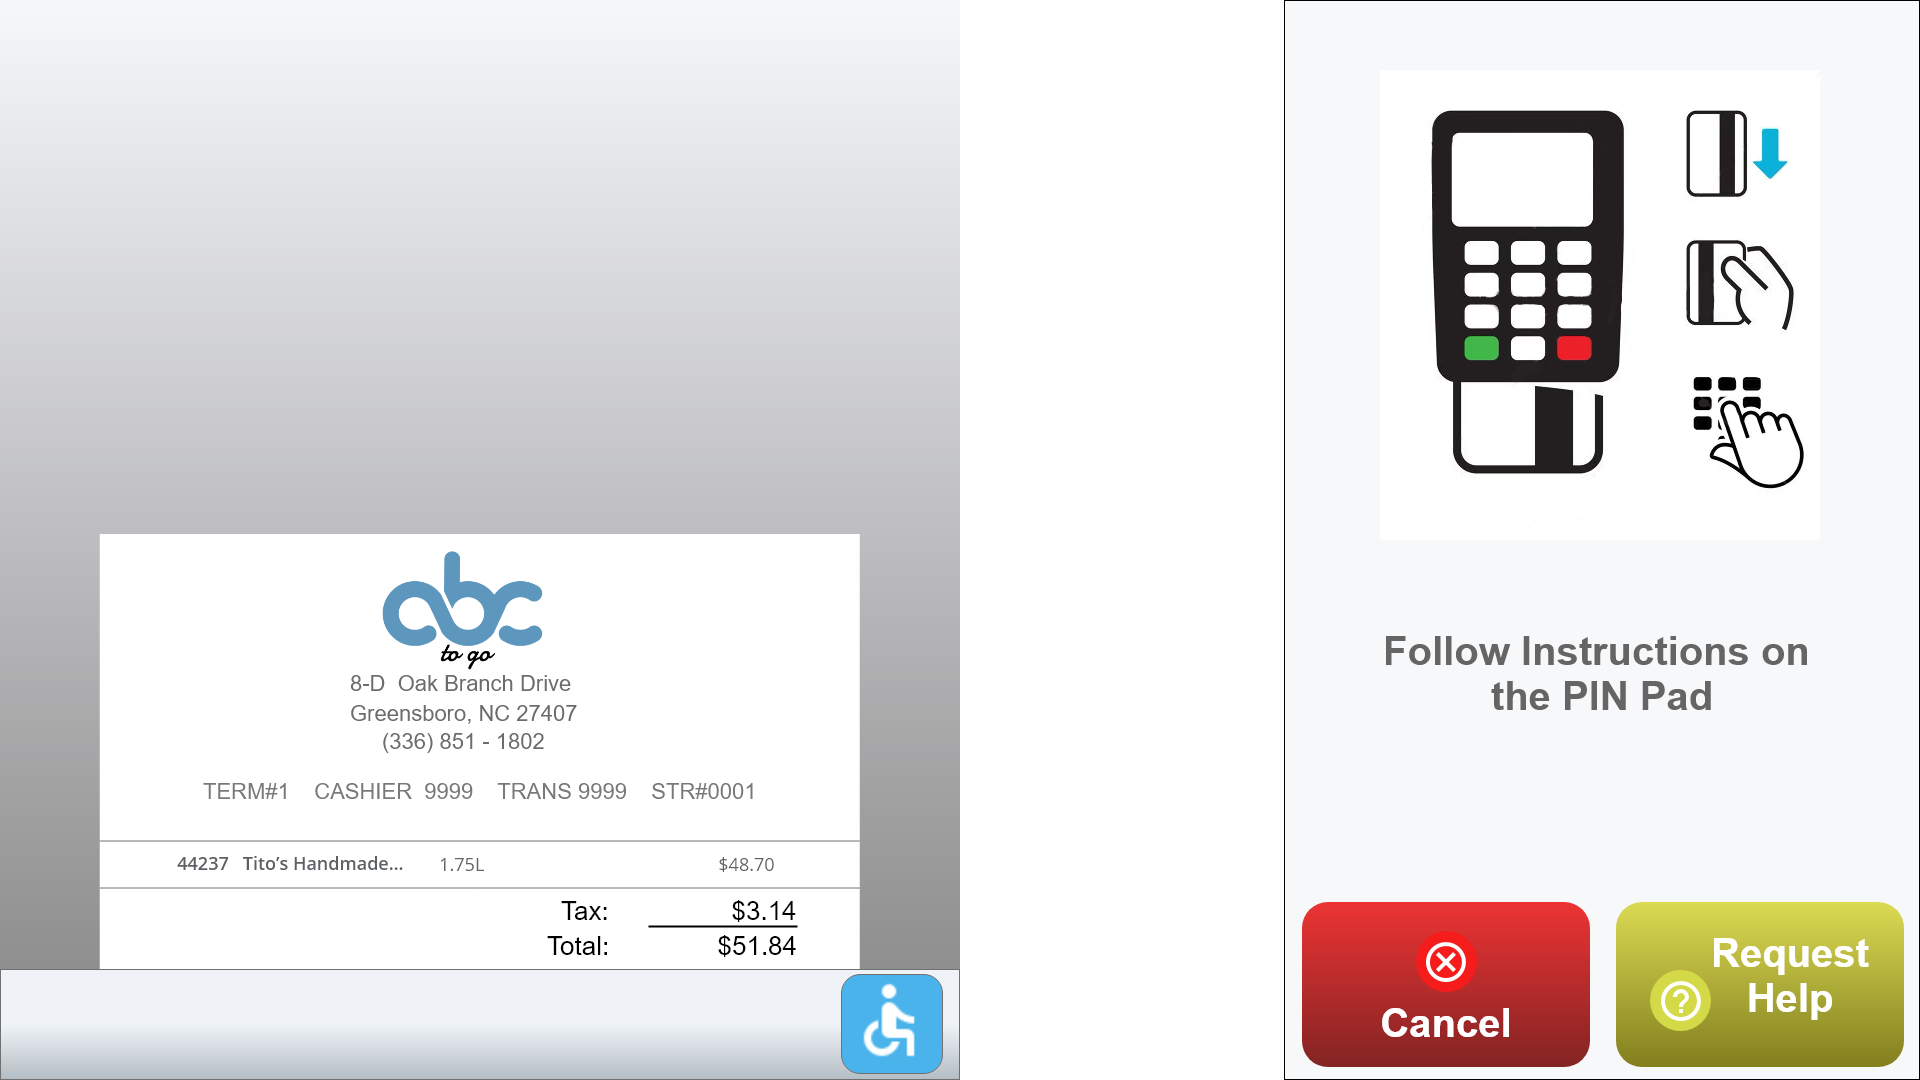 abc
to go
8-D  Oak Branch Drive
Greensboro, NC 27407
(336) 851 - 1802
TERM#1    CASHIER  9999    TRANS 9999    STR#0001
44237   Tito’s Handmade...   1.75L   $48.70
Tax:   $3.14
Total:   $51.84
Follow Instructions on
the PIN Pad
Cancel
Request
Help